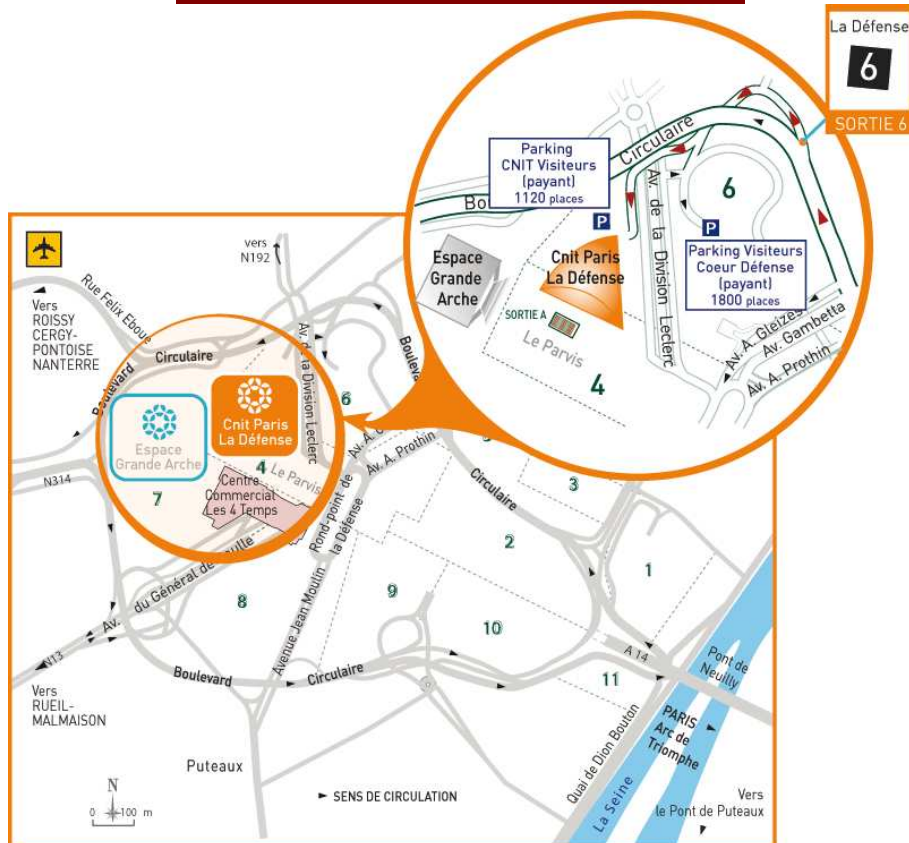 La Défense
6
SORTIE 6
Circulaire
Parking
CNIT Visiteurs
(payant)
1120 places
Bo
P
6
Av. de la Division Leclerc
P
Parking Visiteurs
Coeur Défense
(payant)
1800 places
Espace
Grande
Arche
Cnit Paris
La Défense
SORTIE A
Le Parvis
4
Av. A. Gleizes
Av. Gambetta
Av. A. Prothin
vers
N192
Rue Felix Eboue
Vers
ROISSY
CERGY-
PONTOISE
NANTERRE
Boulevard
Circulaire
Av. de la Division Leclerc
Boulev
6
Espace
Grande Arche
Cnit Paris
La Défense
4
Le Parvis
Av. A. G
Av. A. Prothin
Centre
Commercial
Les 4 Temps
Rond-point de
la Défense
N314
7
Circulaire
3
2
1
Av. du Général de Gaulle
8
9
10
Avenue Jean Moulin
N13
Boulevard
Circulaire
A 14
11
Pont de
Neuilly
Vers
RUEIL-
MALMAISON
PARIS
Arc de
Triomphe
Quai de Dion Bouton
La Seine
Puteaux
N
0 100 m
SENS DE CIRCULATION
Vers
le Pont de Puteaux